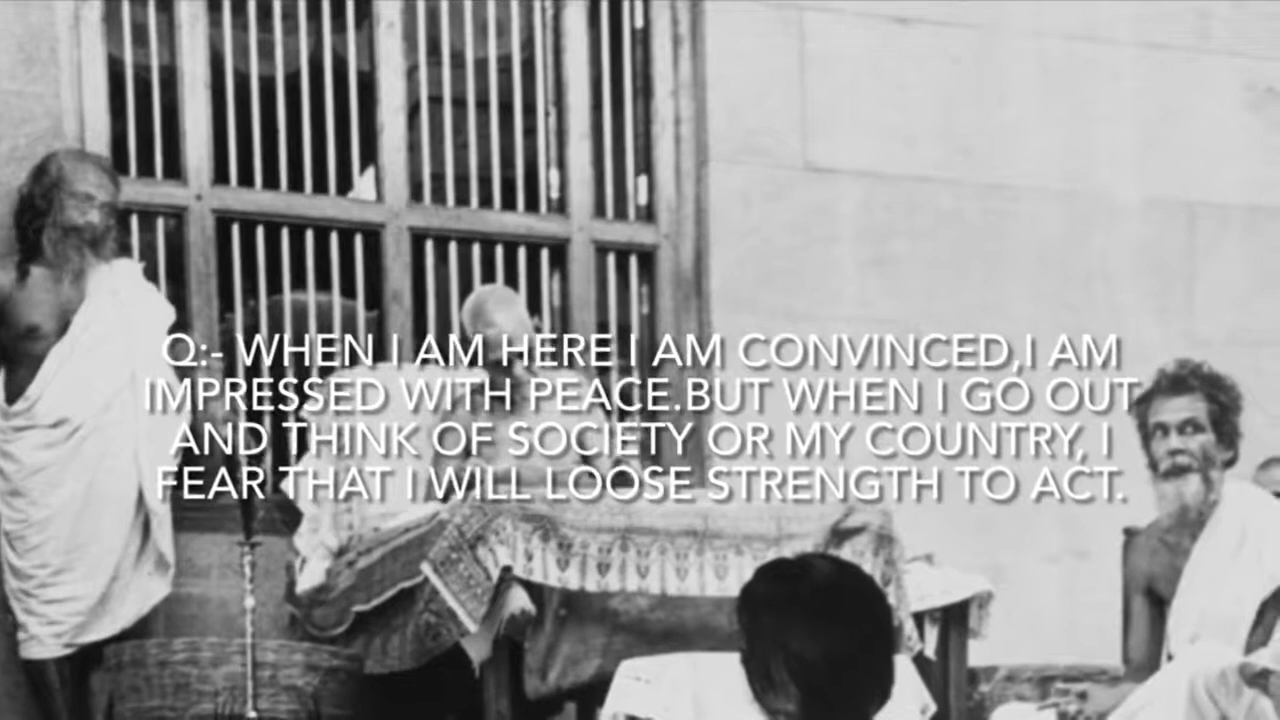 Q:- WHEN I AM HERE I AM CONVINCED,I AM
IMPRESSED WITH PEACE.BUT WHEN I GO OUT
AND THINK OF SOCIETY OR MY COUNTRY, I
FEAR THAT I WILL LOOSE STRENGTH TO ACT.